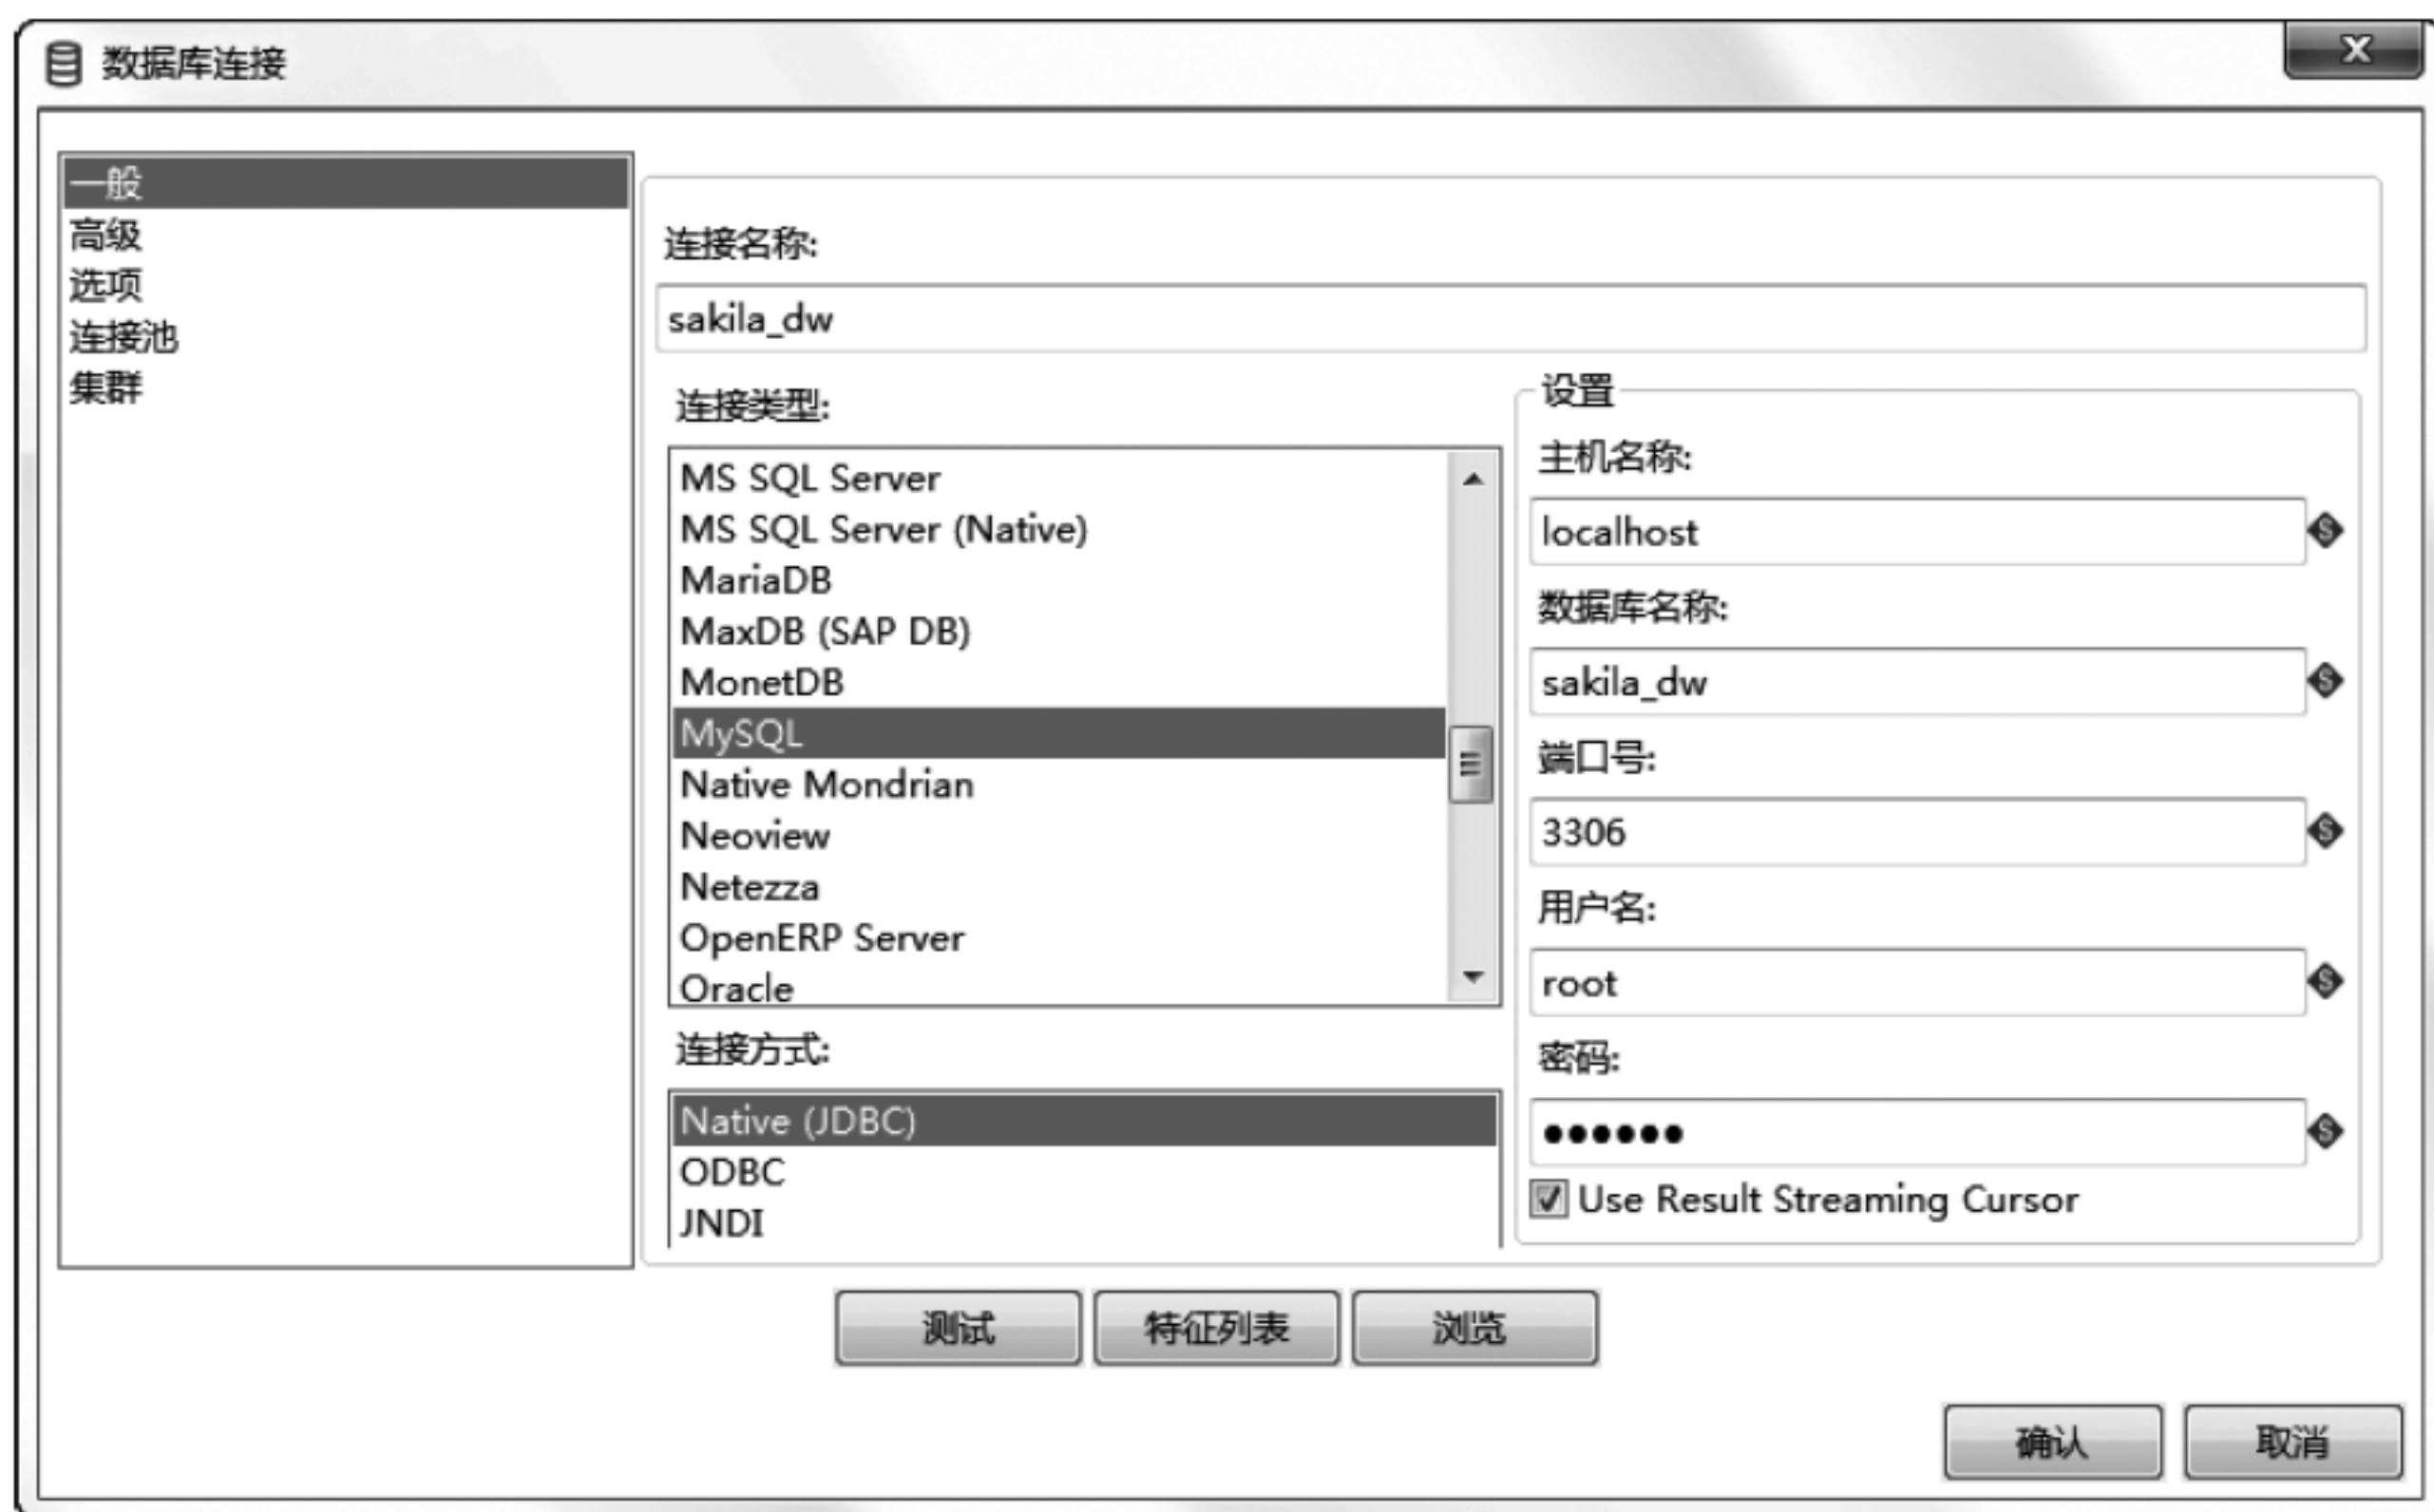 数据库连接
一般
高级
选项
连接池
集群
连接名称:
sakila_dw
连接类型:
MS SQL Server
MS SQL Server (Native)
MariaDB
MaxDB (SAP DB)
MonetDB
MySQL
Native Mondrian
Neoview
Netezza
OpenERP Server
Oracle
连接方式:
Native (JDBC)
ODBC
JNDI
设置
主机名称:
localhost
数据库名称:
sakila_dw
端口号:
3306
用户名:
root
密码:
●●●●●●
Use Result Streaming Cursor
测试 特征列表 浏览
确认 取消